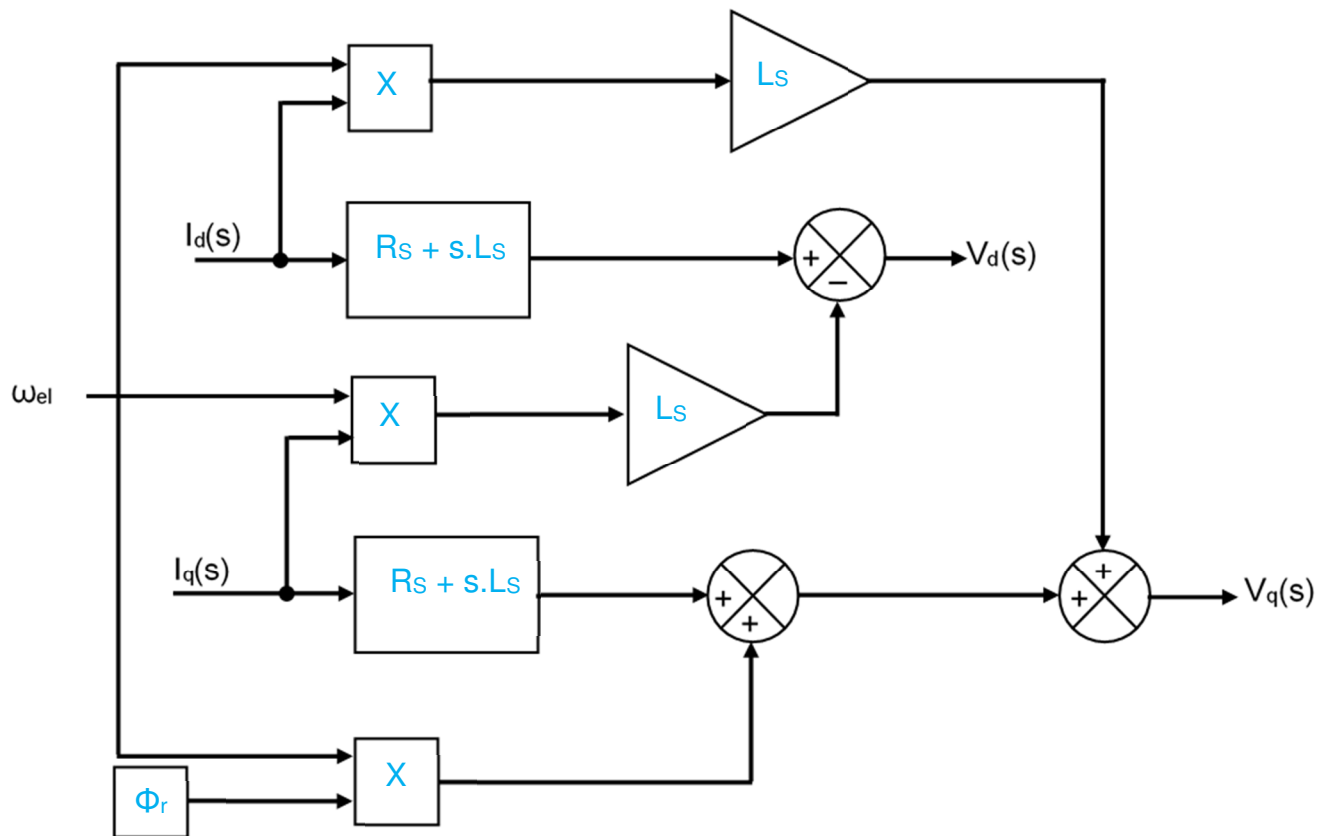 X
Ls
Id(s)
Rs + s.Ls
+
–
Vd(s)
ωel
X
Ls
Iq(s)
Rs + s.Ls
+
+
+
+
Vq(s)
X
Φr